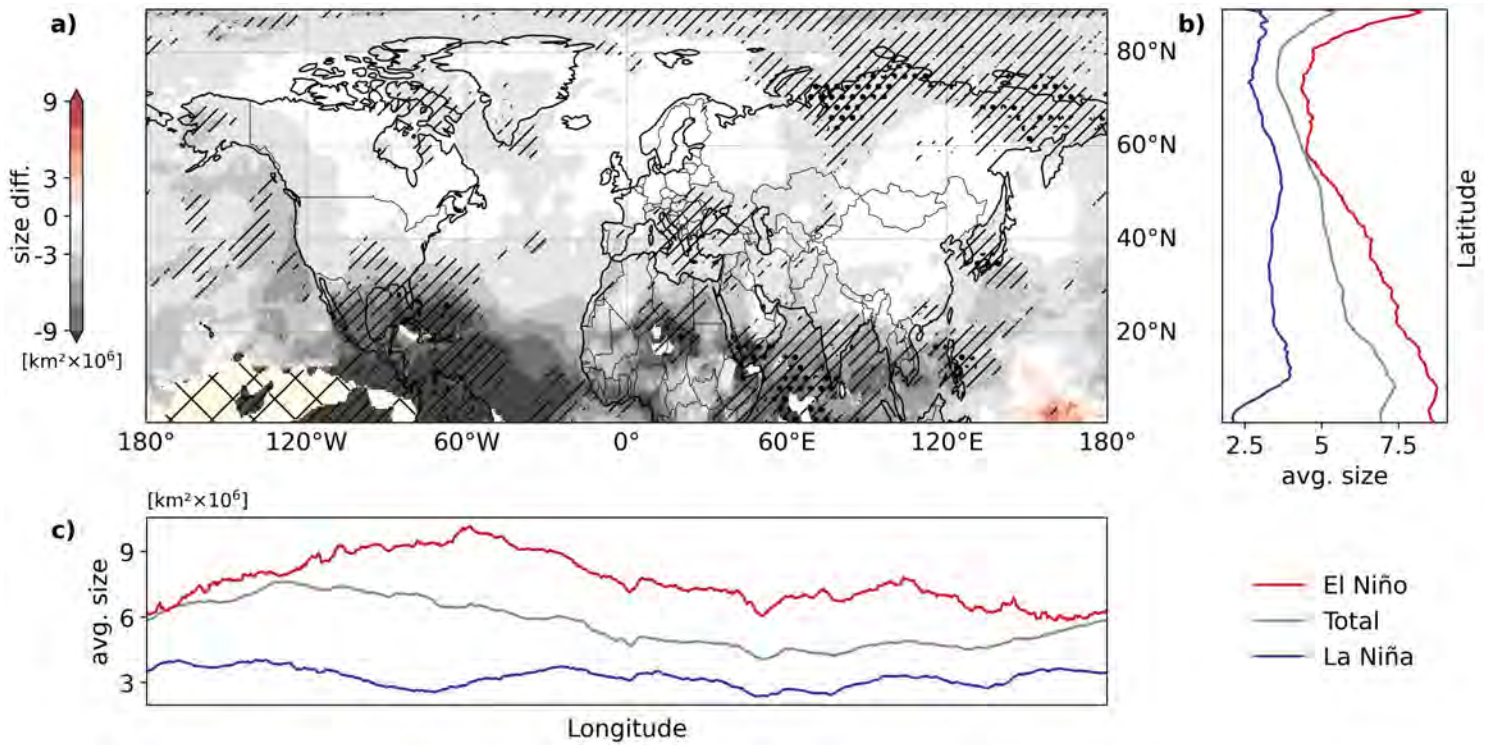 a)
size diff.
9
3
0
-3
-9
[km²×10⁶]
80°N
60°N
40°N
20°N
180°
120°W
60°W
0°
60°E
120°E
180°
b)
Latitude
2.5
5
7.5
avg. size
[km²×10⁶]
c)
avg. size
9
6
3
Longitude
El Niño
Total
La Niña